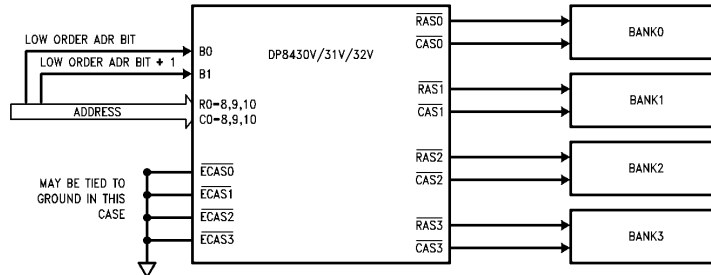 LOW ORDER ADR BIT
LOW ORDER ADR BIT + 1
ADDRESS
B0
B1
R0-8,9,10
C0-8,9,10
DP8430V/31V/32V
MAY BE TIED TO
GROUND IN THIS
CASE
ECAS0
ECAS1
ECAS2
ECAS3
RAS0
CAS0
BANK0
RAS1
CAS1
BANK1
RAS2
CAS2
BANK2
RAS3
CAS3
BANK3